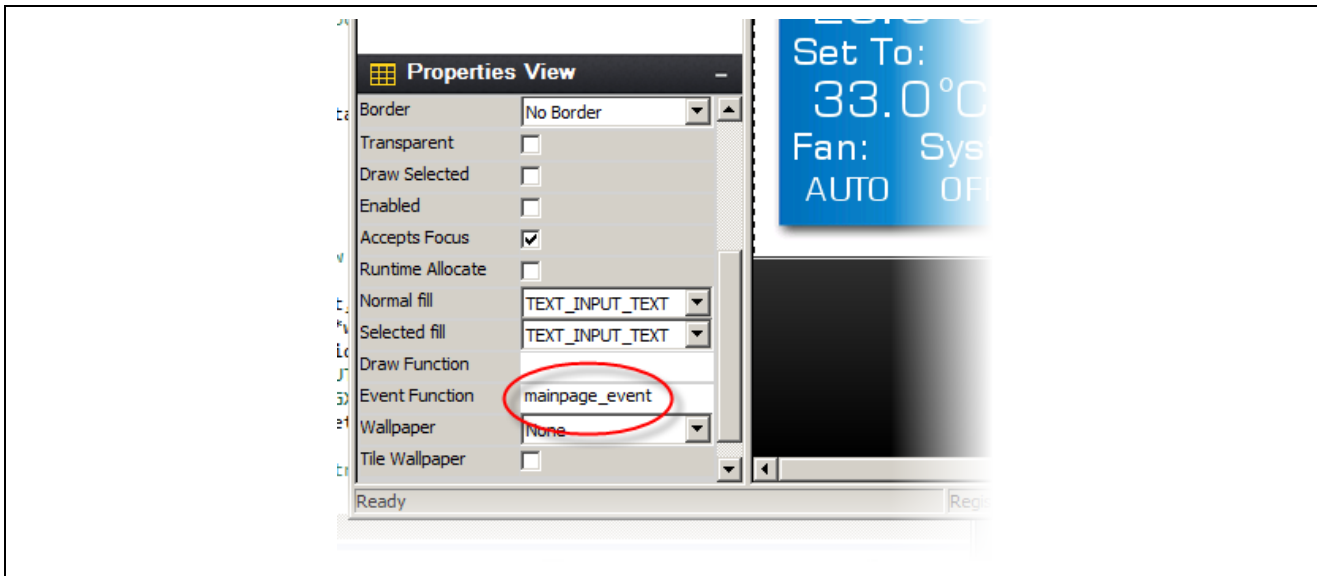 Properties View
Border No Border
Transparent
Draw Selected
Enabled
Accepts Focus
Runtime Allocate
Normal fill TEXT_INPUT_TEXT
Selected fill TEXT_INPUT_TEXT
Draw Function
Event Function mainpage_event
Wallpaper None
Tile Wallpaper
Ready
Set To:
33.0°C
Fan:
AUTO